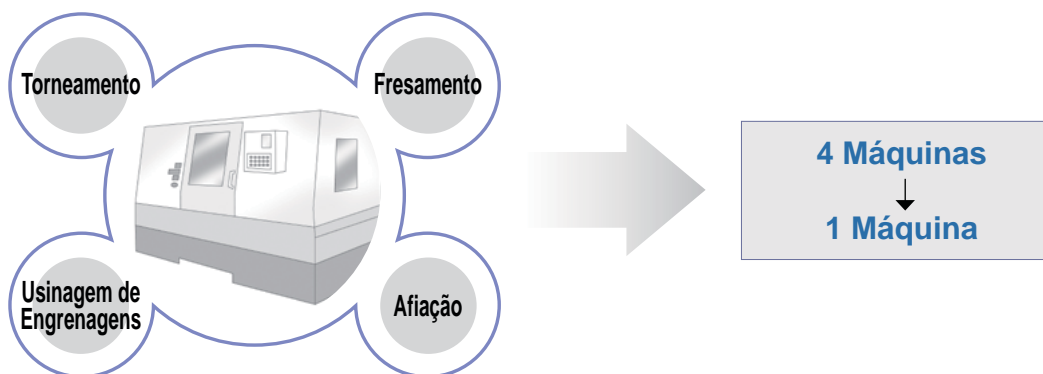 Torneamento
Fresamento
Usinagem de
Engrenagens
Afiação
4 Máquinas
1 Máquina